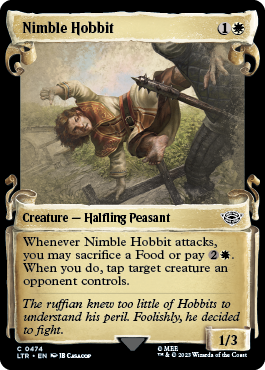 Nimble Hobbit 1
Creature — Halfling Peasant
Whenever Nimble Hobbit attacks,
you may sacrifice a Food or pay 2.
When you do, tap target creature an
opponent controls.
The ruffian knew too little of Hobbits to
understand his peril. Foolishly, he decided
to fight.
1/3
C 0474
LTR • EN IB Casacop
© MEE
™ & © 2023 Wizards of the Coast